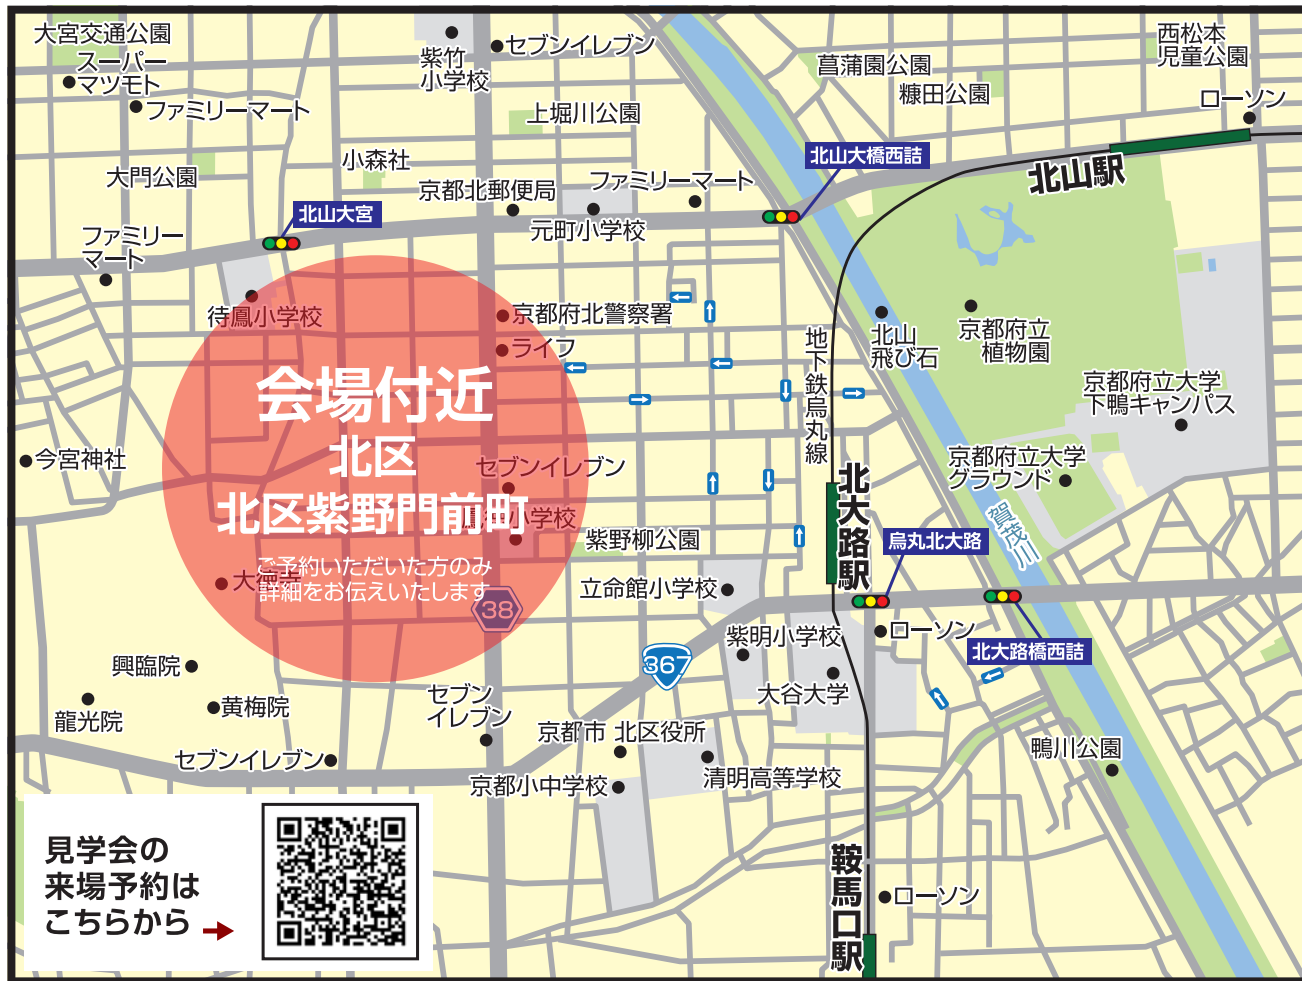 大宮交通公園
スーパー
マツモト
ファミリーマート
紫竹
小学校
セブンイレブン
上堀川公園
菖蒲園公園
糠田公園
西松本
児童公園
ローソン
大門公園
小森社
京都北郵便局
ファミリーマート
元町小学校
北山大橋西詰
北山駅
北山大宮
ファミリー
マート
待鳳小学校
京都府北警察署
ライフ
地下鉄烏丸線
北山
飛び石
京都府立
植物園
京都府立大学
下鴨キャンパス
会場付近
北区
北区紫野門前町
ご予約いただいた方のみ
詳細をお伝えいたします
今宮神社
セブンイレブン
小学校
紫野柳公園
大徳寺
38
立命館小学校
北大路駅
京都府立大学
グラウンド
賀茂川
烏丸北大路
北大路橋西詰
ローソン
紫明小学校
大谷大学
367
興臨院
黄梅院
龍光院
セブン
イレブン
セブンイレブン
京都市 北区役所
京都小中学校
清明高等学校
鴨川公園
鞍馬口駅
ローソン
見学会の
来場予約は
こちらから